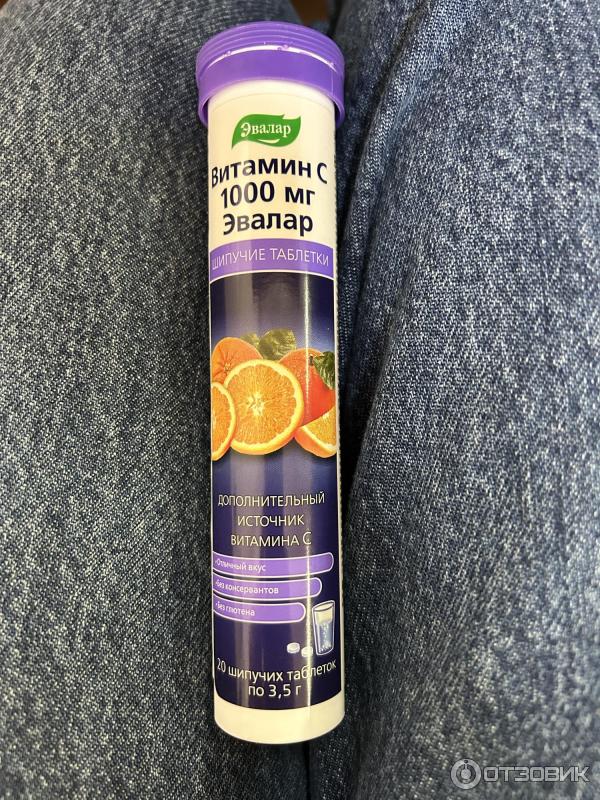 Эвалар
Витамин С
1000 мг
Эвалар
ШИПУЧИЕ ТАБЛЕТКИ
ДОПОЛНИТЕЛЬНЫЙ
ИСТОЧНИК
ВИТАМИНА С
•Отличный вкус
•Без консервантов
•Без глютена
20 шипучих таблеток
по 3,5 г
ОТЗОВИК